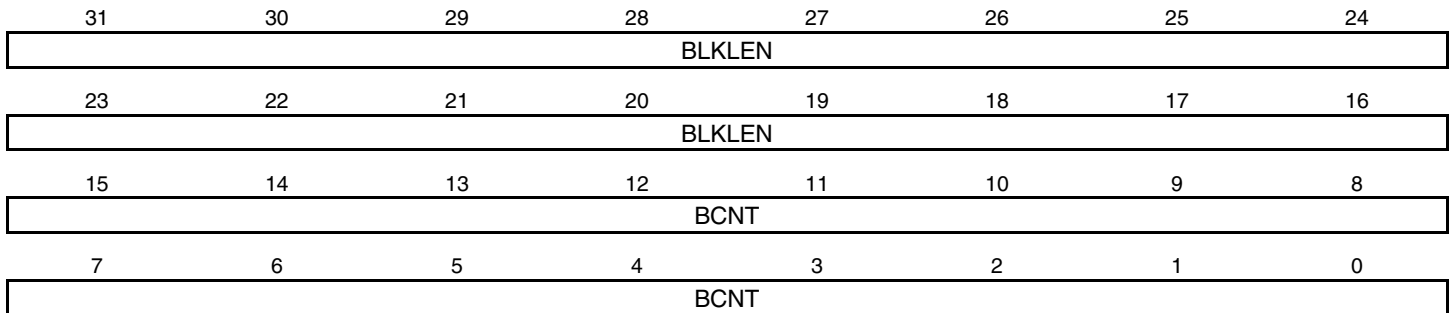 31 30 29 28 27 26 25 24
BLKLEN
23 22 21 20 19 18 17 16
BLKLEN
15 14 13 12 11 10 9 8
BCNT
7 6 5 4 3 2 1 0
BCNT